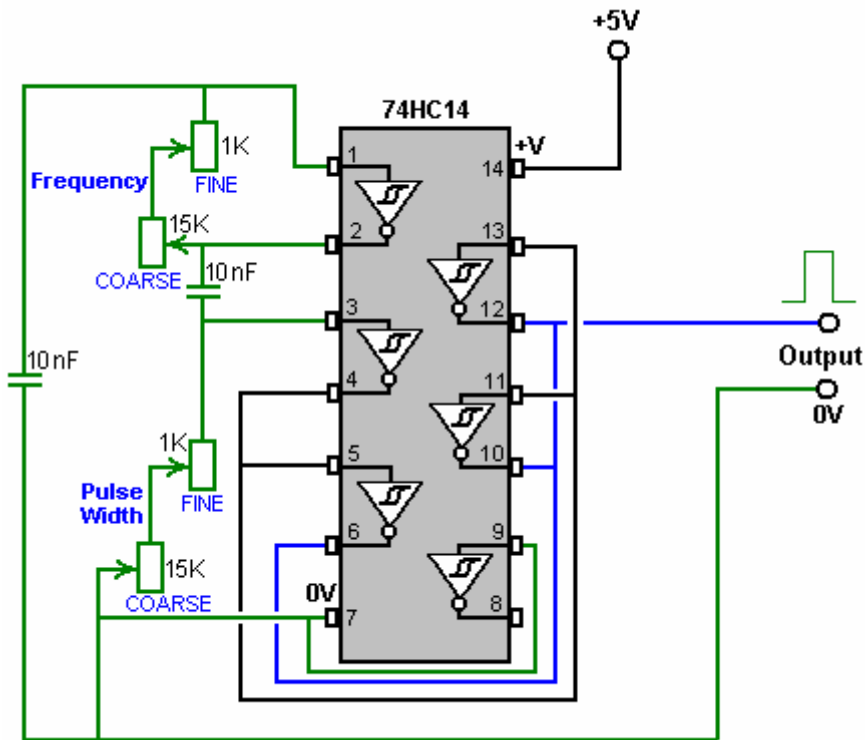 +5V
74HC14
+V
1K
FINE
Frequency
15K
COARSE
10nF
10nF
1
2
3
4
5
6
7
0V
14
13
12
11
10
9
8
Output
0V
1K
FINE
Pulse
Width
15K
COARSE